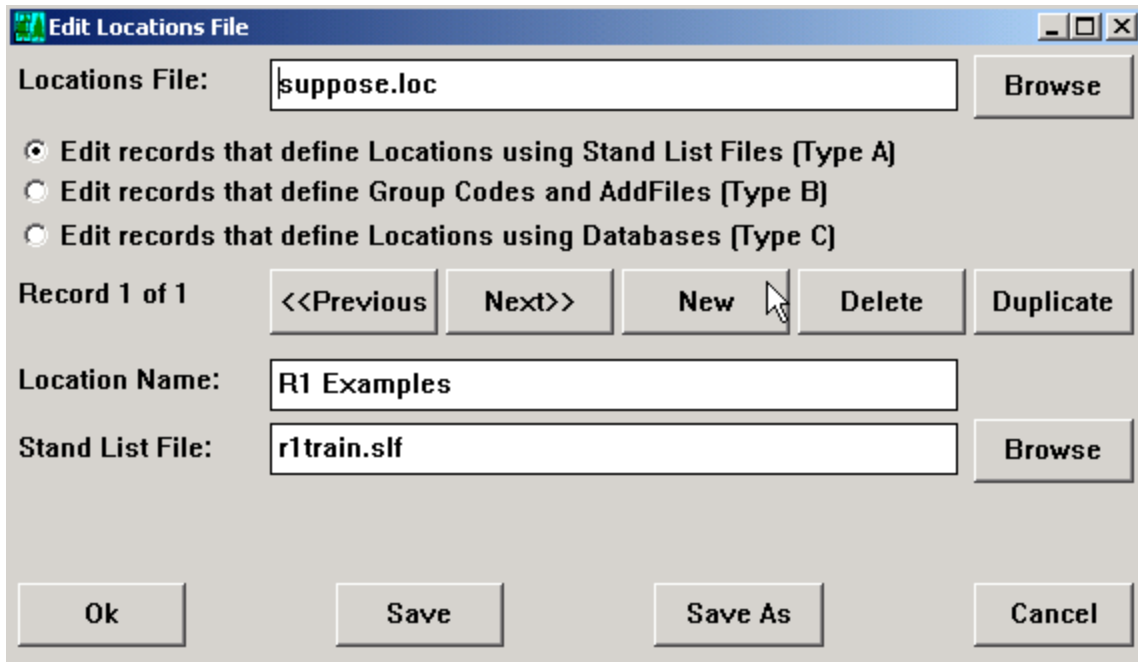 Edit Locations File
Locations File: suppose.loc Browse
Edit records that define Locations using Stand List Files (Type A)
Edit records that define Group Codes and AddFiles (Type B)
Edit records that define Locations using Databases (Type C)
Record 1 of 1 <<Previous Next>> New Delete Duplicate
Location Name: R1 Examples
Stand List File: r1train.slf Browse
Ok Save Save As Cancel